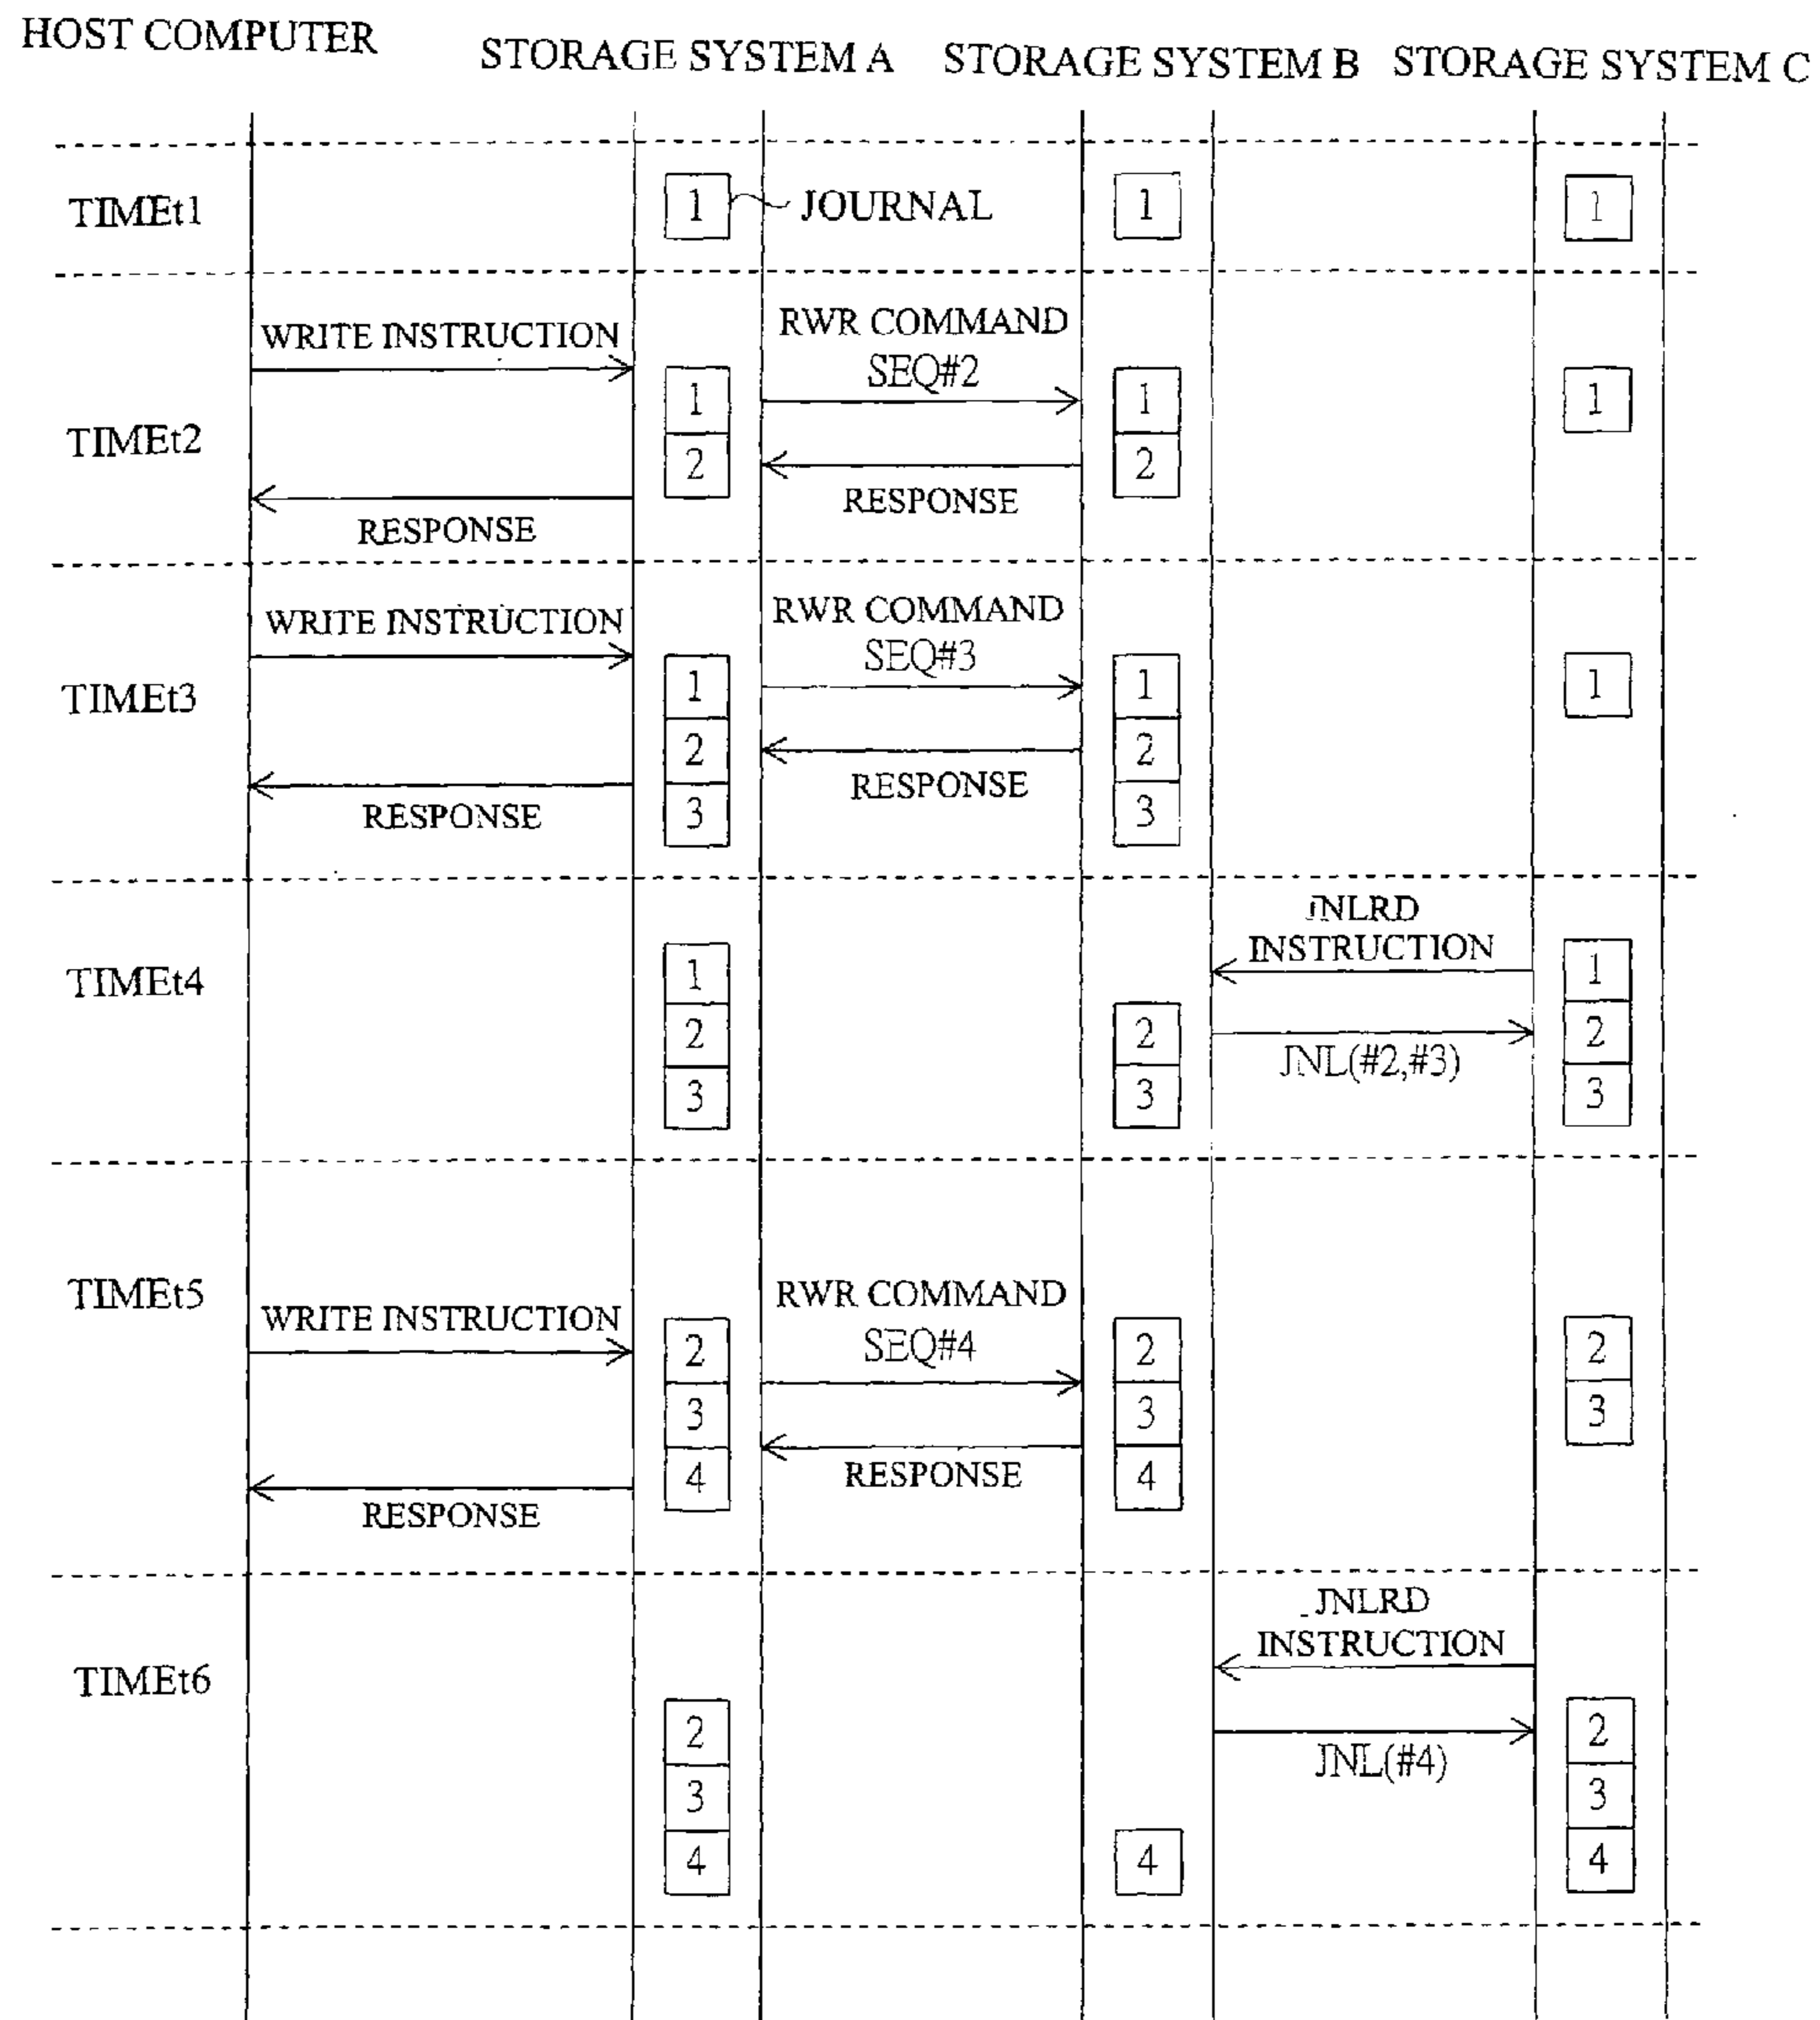 HOST COMPUTER
STORAGE SYSTEM A
STORAGE SYSTEM B
STORAGE SYSTEM C
TIMEt1
1
JOURNAL
1
1
TIMEt2
WRITE INSTRUCTION
RWR COMMAND
SEQ#2
1
2
1
2
1
RESPONSE
RESPONSE
TIMEt3
WRITE INSTRUCTION
RWR COMMAND
SEQ#3
1
2
3
1
2
3
1
RESPONSE
RESPONSE
TIMEt4
JNLRD
INSTRUCTION
1
2
3
2
3
JNL(#2,#3)
1
2
3
TIMEt5
WRITE INSTRUCTION
RWR COMMAND
SEQ#4
2
3
4
2
3
4
2
3
RESPONSE
RESPONSE
TIMEt6
JNLRD
INSTRUCTION
2
3
4
4
JNL(#4)
2
3
4